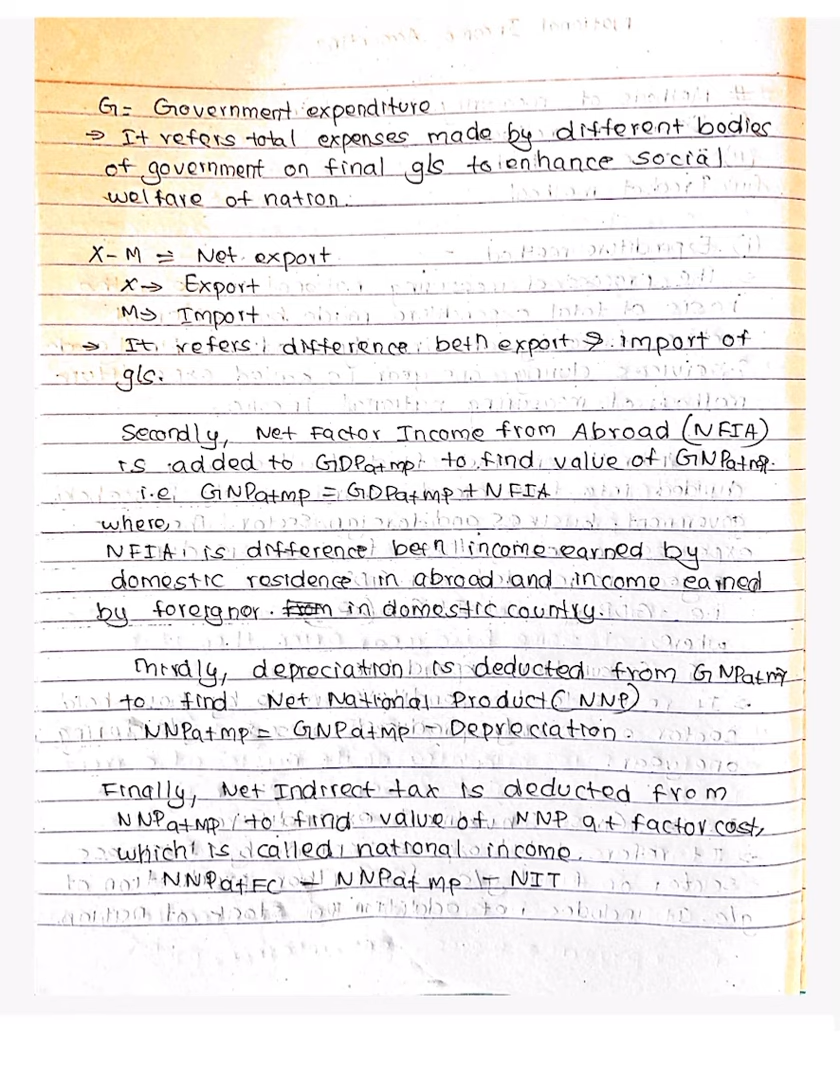 G = Government expenditure
→ It refers total expenses made by different bodies
of government on final g/s to enhance social
welfare of nation.
X - M = Net export
X → Export
M → Import
→ It refers difference betn export & import of
g/s.
Secondly, Net Factor Income from Abroad (NFIA)
is added to GDPatmp to find value of GNPatmp.
i.e GNPatmp = GDPatmp + NFIA
where,
NFIA is difference betn income earned by
domestic residence in abroad and income earned
by foreigner. from in domestic country.
Thirdly, depreciation is deducted from GNPatmp
to find Net National Product (NNP)
NNPatmp = GNPatmp - Depreciation.
Finally, Net Indirect tax is deducted from
NNPatMP to find value of NNP at factor cost,
which is called national income.
NNPatFC = NNPat mp - NIT